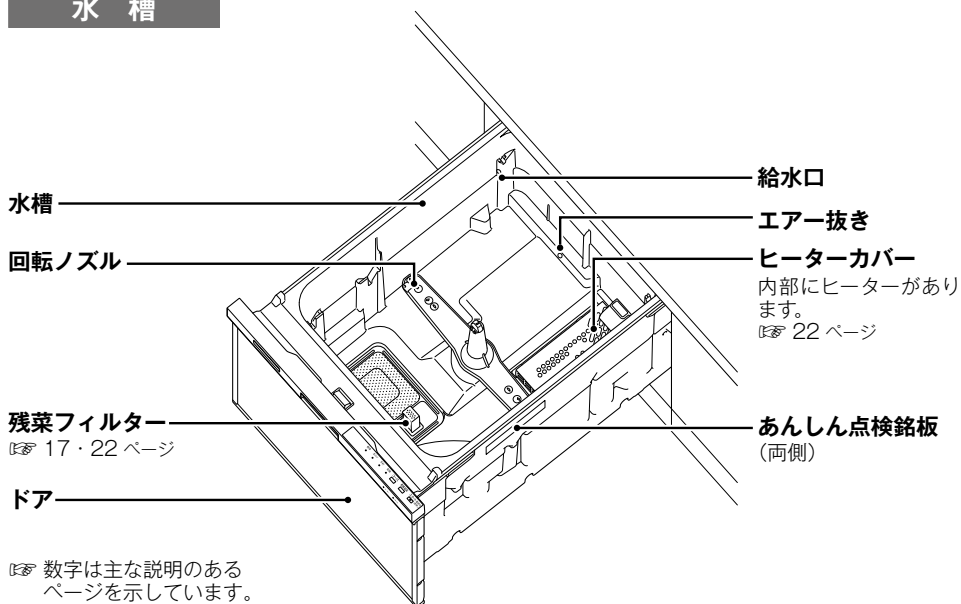 水 槽
水槽
回転ノズル
残菜フィルター
☞ 17・22 ページ
ドア
☞ 数字は主な説明のある
ページを示しています。
給水口
エアー抜き
ヒーターカバー
内部にヒーターがあり
ます。
☞ 22 ページ
あんしん点検銘板
(両側)